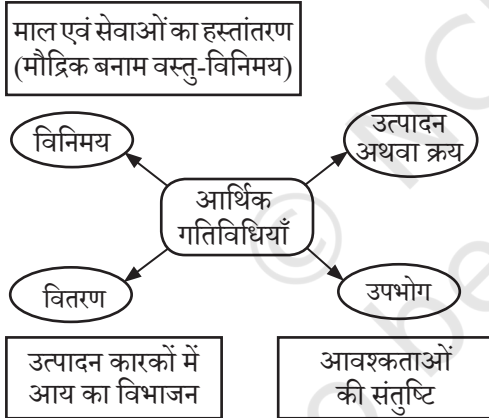 माल एवं सेवाओं का हस्तांतरण
(मौद्रिक बनाम वस्तु-विनिमय)
विनिमय
उत्पादन
अथवा क्रय
आर्थिक
गतिविधियाँ
वितरण
उपभोग
उत्पादन कारकों में
आय का विभाजन
आवश्कताओं
की संतुष्टि